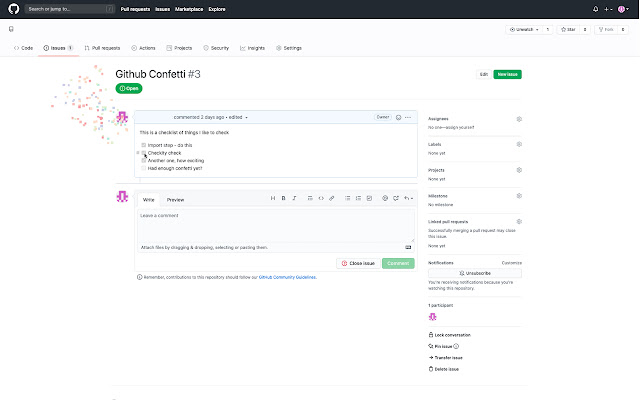 Search or jump to... Pull requests Issues Marketplace Explore
Unwatch 1 Star 0 Fork 0
Code Issues 1 Pull requests Actions Projects Security Insights Settings
Github Confetti #3
Edit New issue
Open
commented 2 days ago • edited
Owner
This is a checklist of things I like to check
Import step - do this
Checkity check
Another one, how exciting
Had enough confetti yet?
Write Preview
Leave a comment
Attach files by dragging & dropping, selecting or pasting them.
Close issue Comment
Remember, contributions to this repository should follow our GitHub Community Guidelines.
Assignees
No one—assign yourself
Labels
None yet
Projects
None yet
Milestone
No milestone
Linked pull requests
Successfully merging a pull request may close this issue.
None yet
Notifications Customize
Unsubscribe
You're receiving notifications because you're watching this repository.
1 participant
Lock conversation
Pin issue
Transfer issue
Delete issue